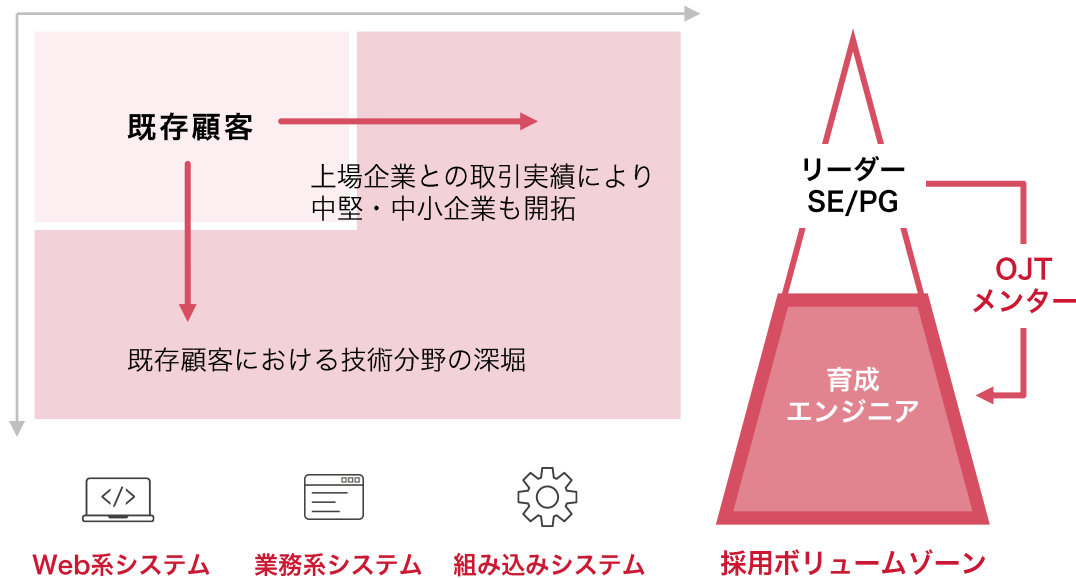 既存顧客
上場企業との取引実績により
中堅・中小企業も開拓
既存顧客における技術分野の深堀
Web系システム
業務系システム
組み込みシステム
リーダー
SE/PG
OJT
メンター
育成
エンジニア
採用ボリュームゾーン